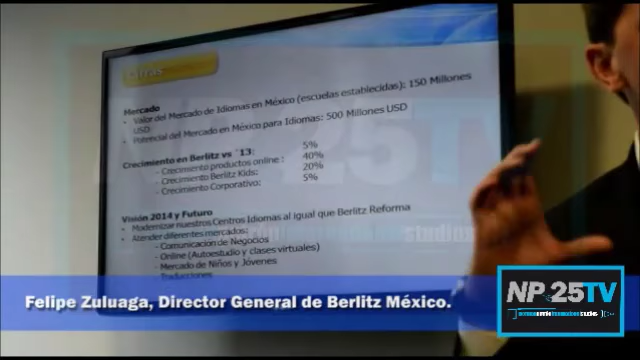 Cifras
Mercado
• Valor del Mercado de Idiomas en México (escuelas establecidas): 150 Millones
USD
• Potencial del Mercado en México para Idiomas: 500 Millones USD
Crecimiento en Berlitz vs ´13: 5%
- Crecimiento productos online : 40%
- Crecimiento Berlitz Kids: 20%
- Crecimiento Corporativo: 5%
Visión 2014 y Futuro
• Modernizar nuestros Centros Idiomas al igual que Berlitz Reforma
• Atender diferentes mercados:
- Comunicación de Negocios
- Online (Autoestudio y clases virtuales)
- Mercado de Niños y Jóvenes
- Traducciones
Felipe Zuluaga, Director General de Berlitz México.
NP 25TV